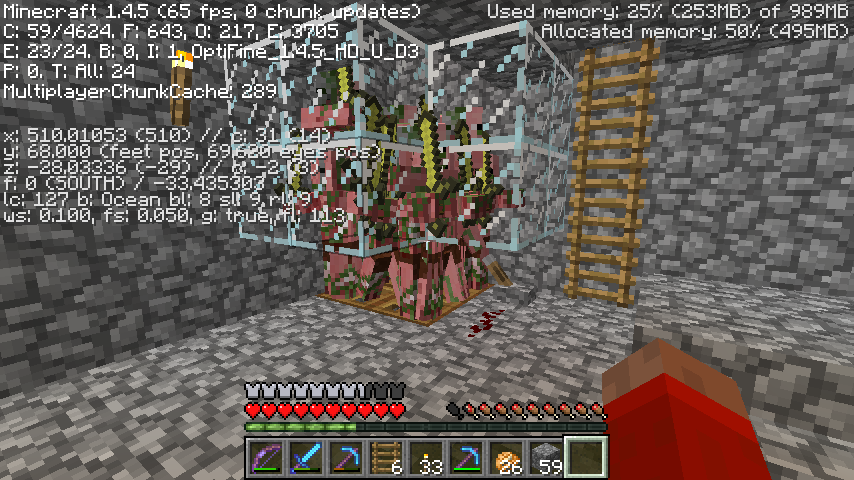 Minecraft 1.4.5 (65 fps, 0 chunk updates)
C: 59/4624, F: 643, O: 217, E: 3705
E: 23/24, B: 0, I: 1, OptiFine_1.4.5_HD_U_D3
P: 0, T: All: 24
MultiplayerChunkCache: 289
x: 510.01053 (510) // c: 31 (14)
y: 68.000 (feet pos, 69.620 eyes pos)
z: -28.03336 (-29) // c: -2 (3)
f: 0 (SOUTH) / -33.435303
lc: 127 b: Ocean bl: 8 sl: 9 rl: 9
ws: 0.100, fs: 0.050, g: true, fl: 113
Used memory: 25% (253MB) of 989MB
Allocated memory: 50% (495MB)
6 33 26 59